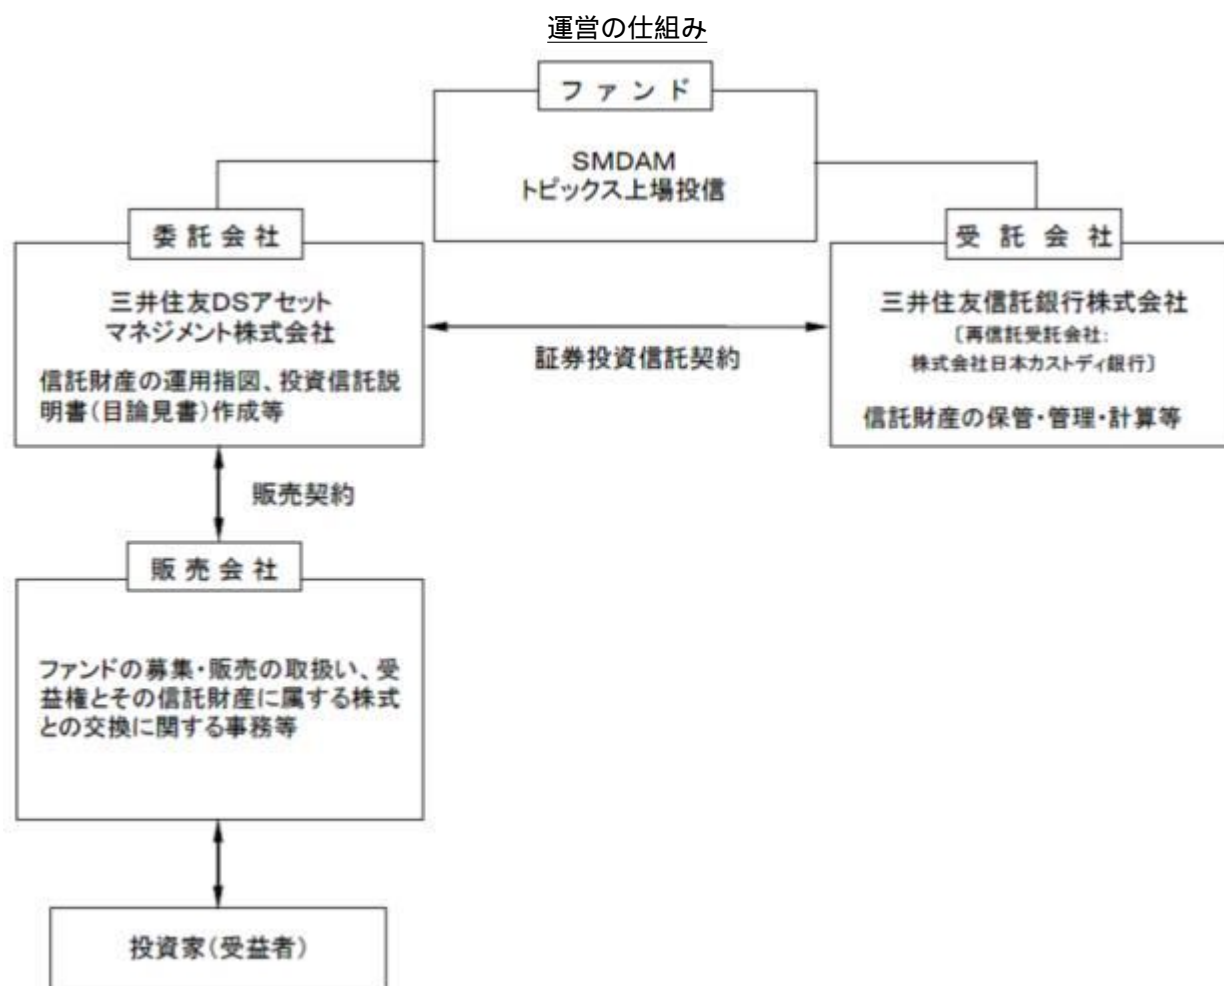 運営の仕組み
ファンド
SMDAM
トピックス上場投信
委託会社
三井住友DSアセット
マネジメント株式会社
信託財産の運用指図、投資信託説
明書(目論見書)作成等
証券投資信託契約
受託会社
三井住友信託銀行株式会社
〔再信託受託会社:
株式会社日本カストディ銀行〕
信託財産の保管・管理・計算等
販売契約
販売会社
ファンドの募集・販売の取扱い、受
益権とその信託財産に属する株式
との交換に関する事務等
投資家(受益者)